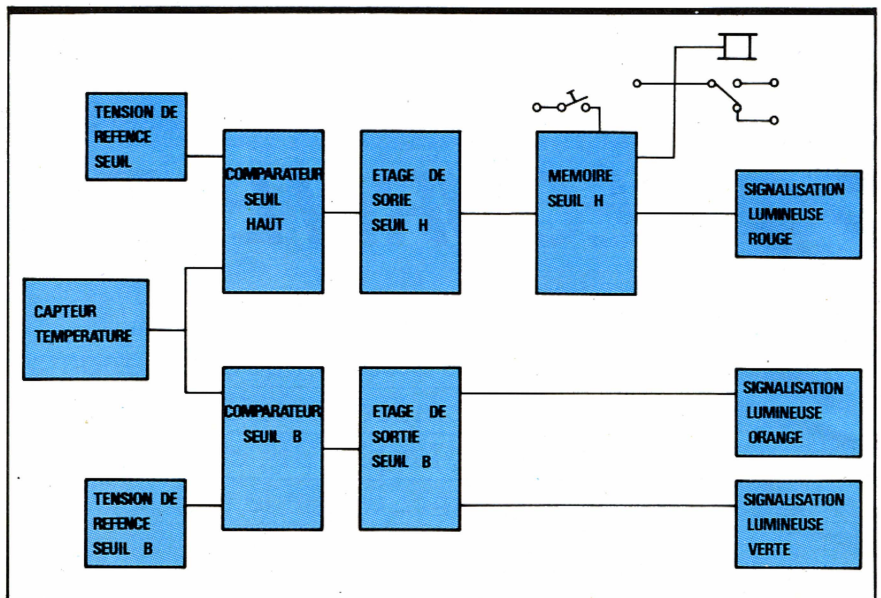 TENSION DE
REFENCE
SEUIL
COMPARATEUR
SEUIL
HAUT
ETAGE DE
SORIE
SEUIL H
MEMOIRE
SEUIL H
SIGNALISATION
LUMINEUSE
ROUGE
CAPTEUR
TEMPERATURE
COMPARATEUR
SEUIL B
ETAGE DE
SORTIE
SEUIL B
SIGNALISATION
LUMINEUSE
ORANGE
TENSION DE
REFENCE
SEUIL B
SIGNALISATION
LUMINEUSE
VERTE